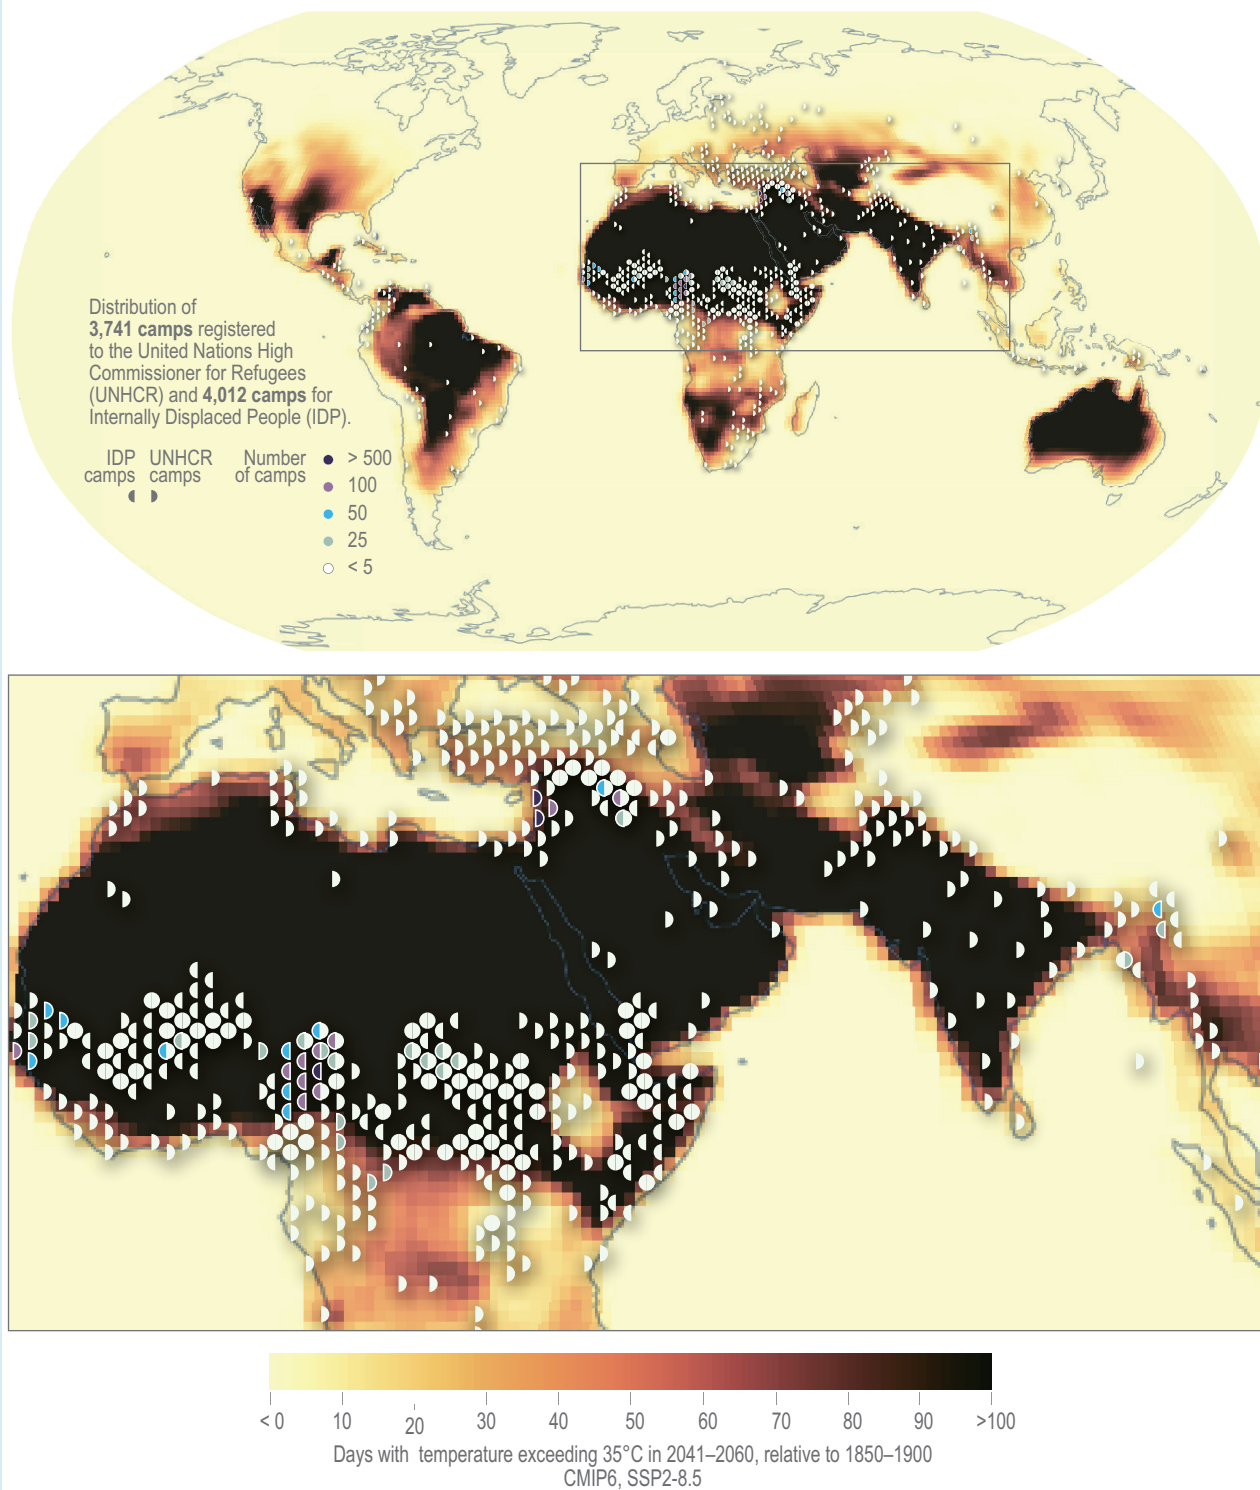 Distribution of
3,741 camps registered
to the United Nations High
Commissioner for Refugees
(UNHCR) and 4,012 camps for
Internally Displaced People (IDP).
IDP camps
UNHCR camps
Number of camps
> 500
100
50
25
< 5
< 0 10 20 30 40 50 60 70 80 90 >100
Days with temperature exceeding 35°C in 2041–2060, relative to 1850–1900
CMIP6, SSP2-8.5